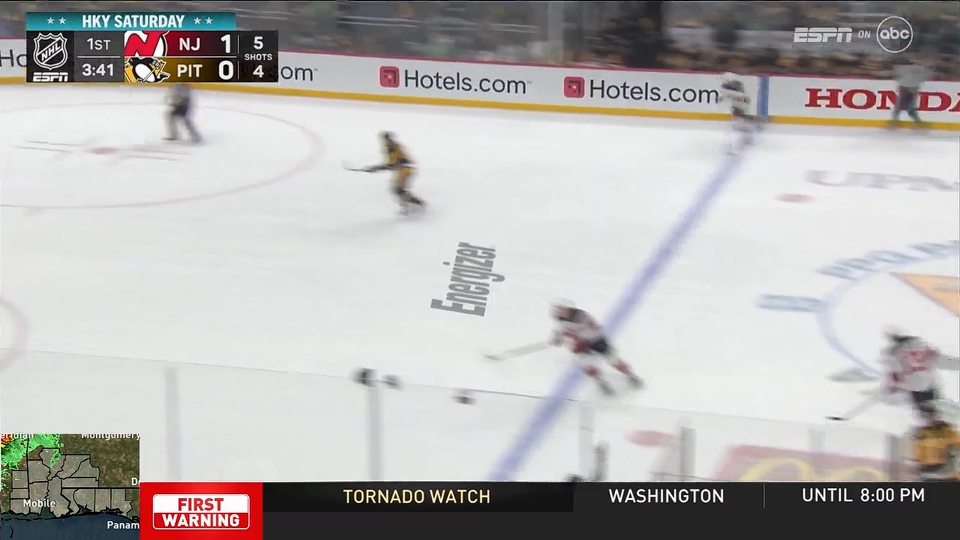 ★ ★ HKY SATURDAY ★ ★
NHL
ESPN
1ST
3:41
NJ 1
PIT 0
5
SHOTS
4
ESPN ON abc
Hotels.com
Hotels.com
HONDA
Energizer
Montgomery
Mobile
Panam
FIRST
WARNING
TORNADO WATCH
WASHINGTON
UNTIL 8:00 PM